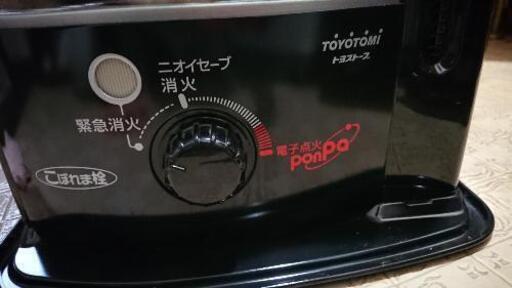 TOYOTOMI
トヨストーブ
ニオイセーブ
消火
緊急消火
電子点火
PonPa
こぼれま栓